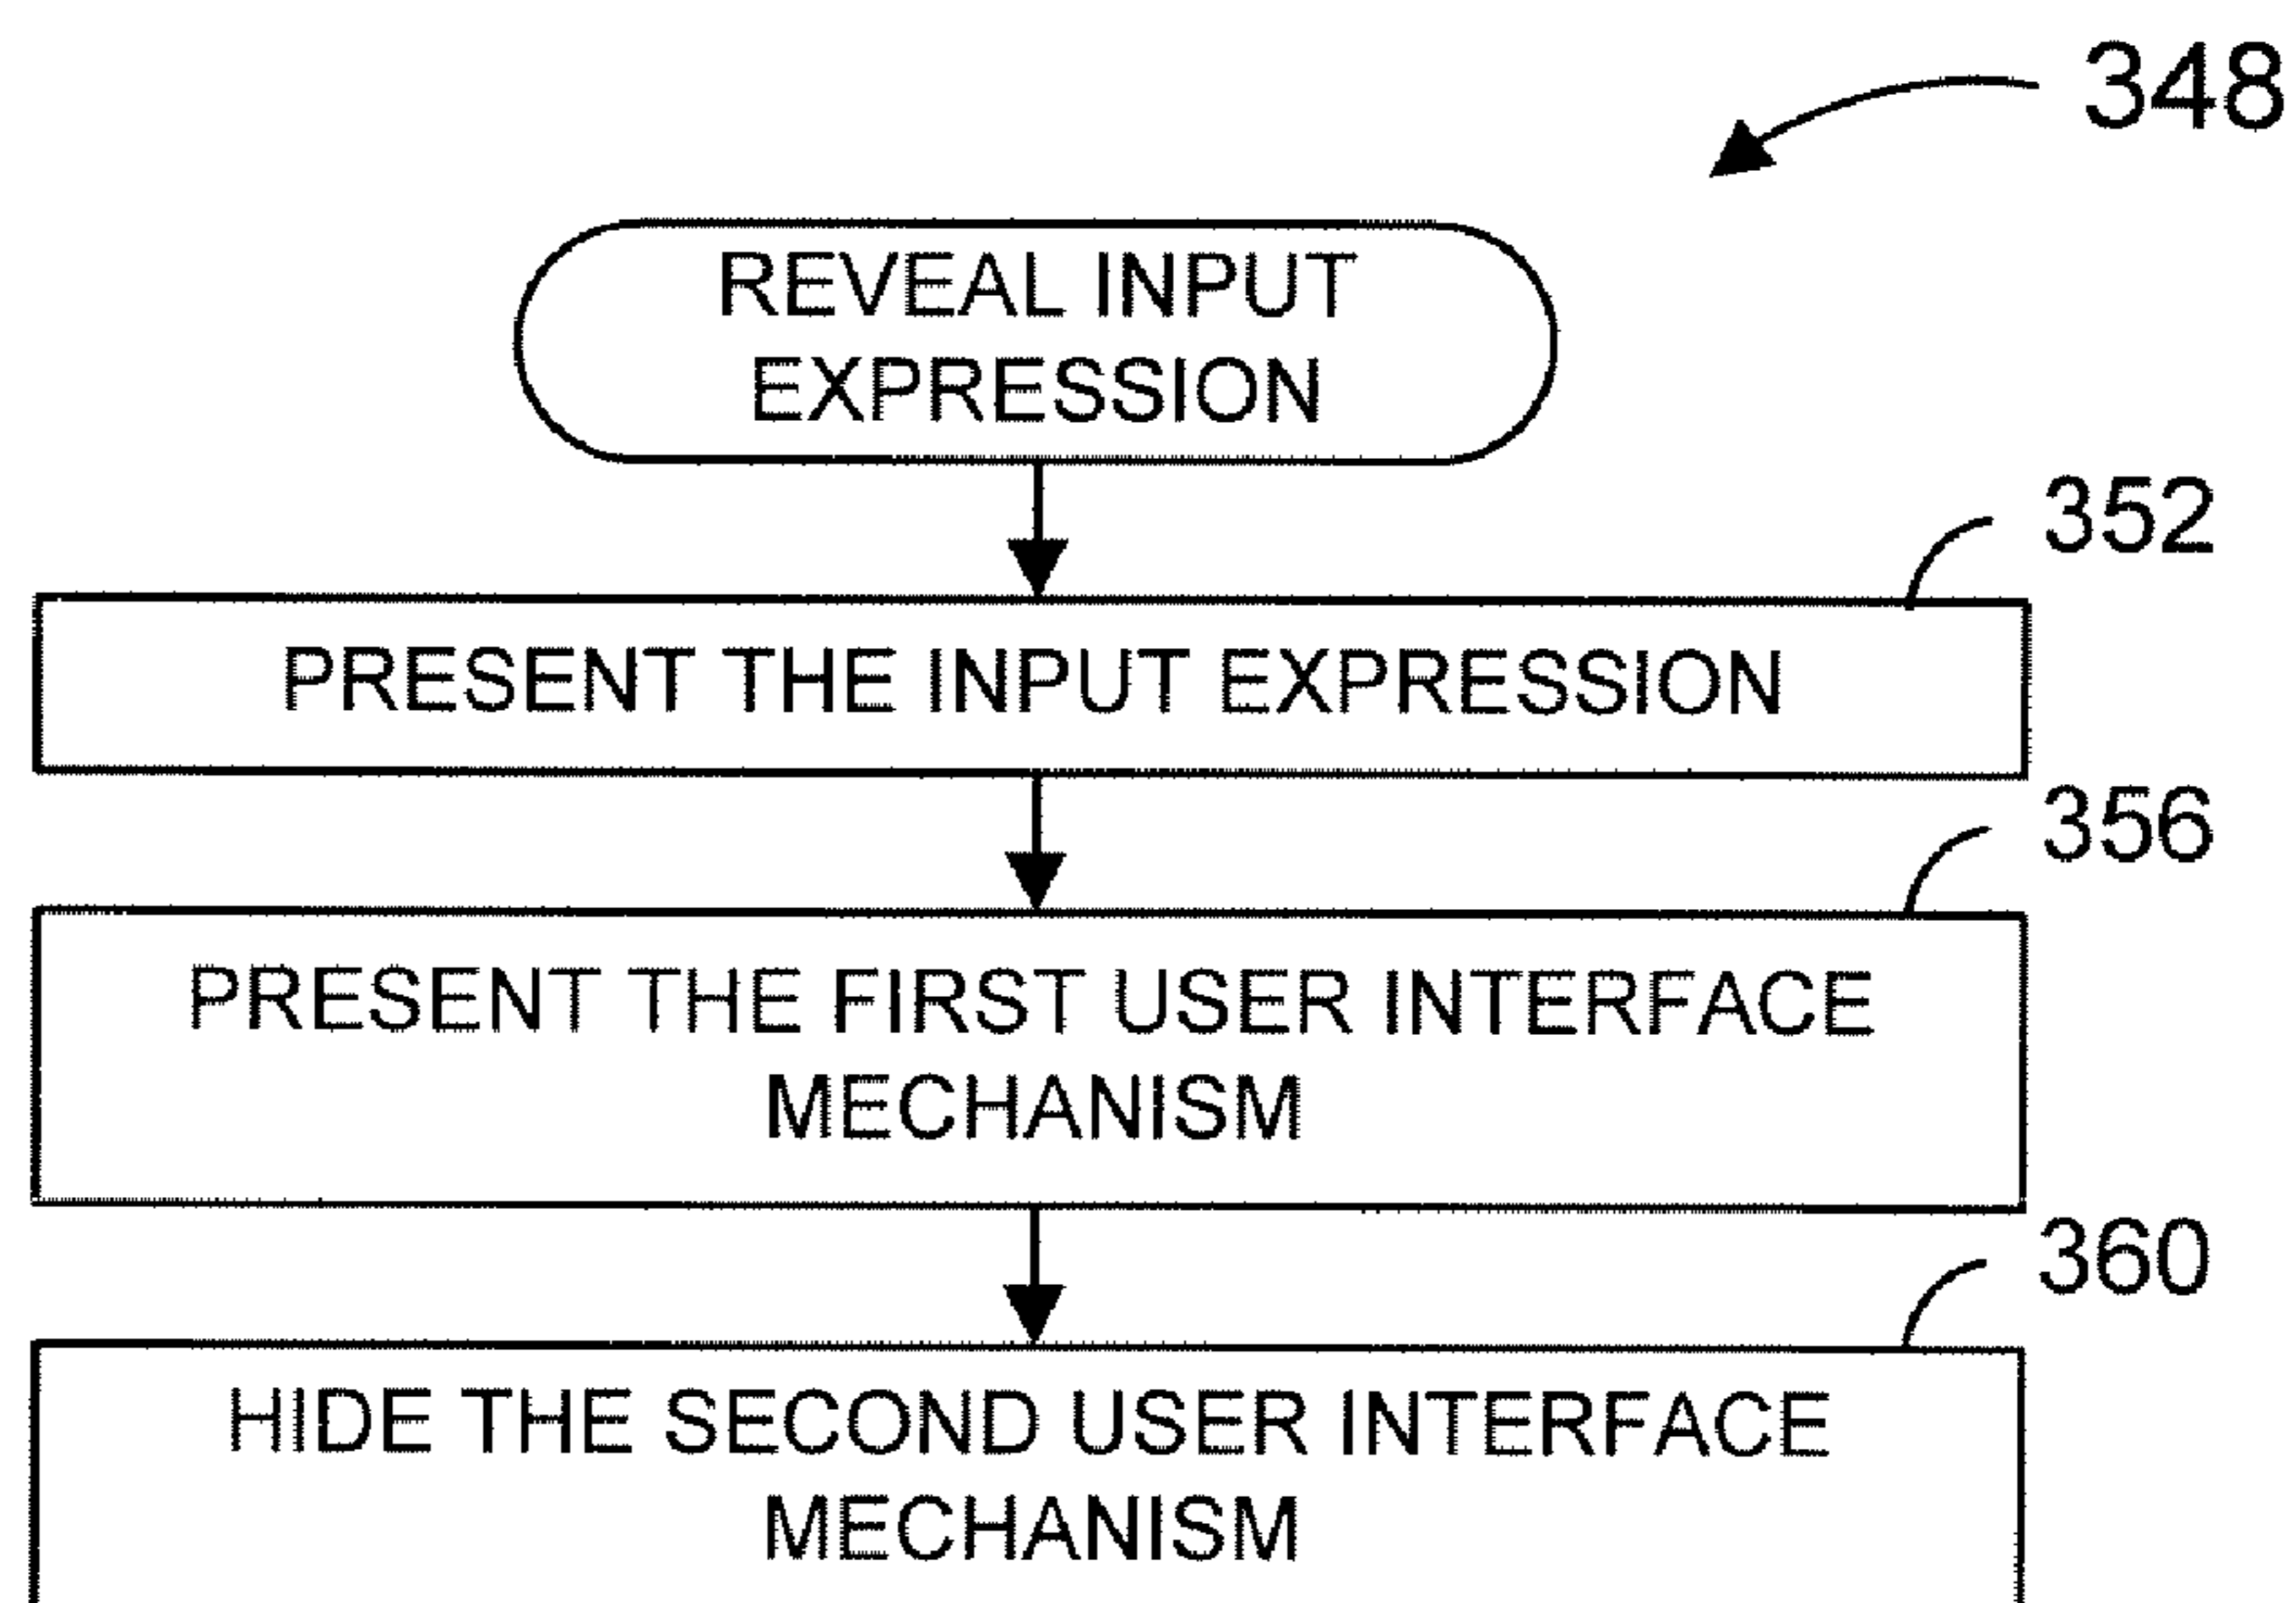 348
REVEAL INPUT
EXPRESSION
352
PRESENT THE INPUT EXPRESSION
356
PRESENT THE FIRST USER INTERFACE
MECHANISM
360
HIDE THE SECOND USER INTERFACE
MECHANISM